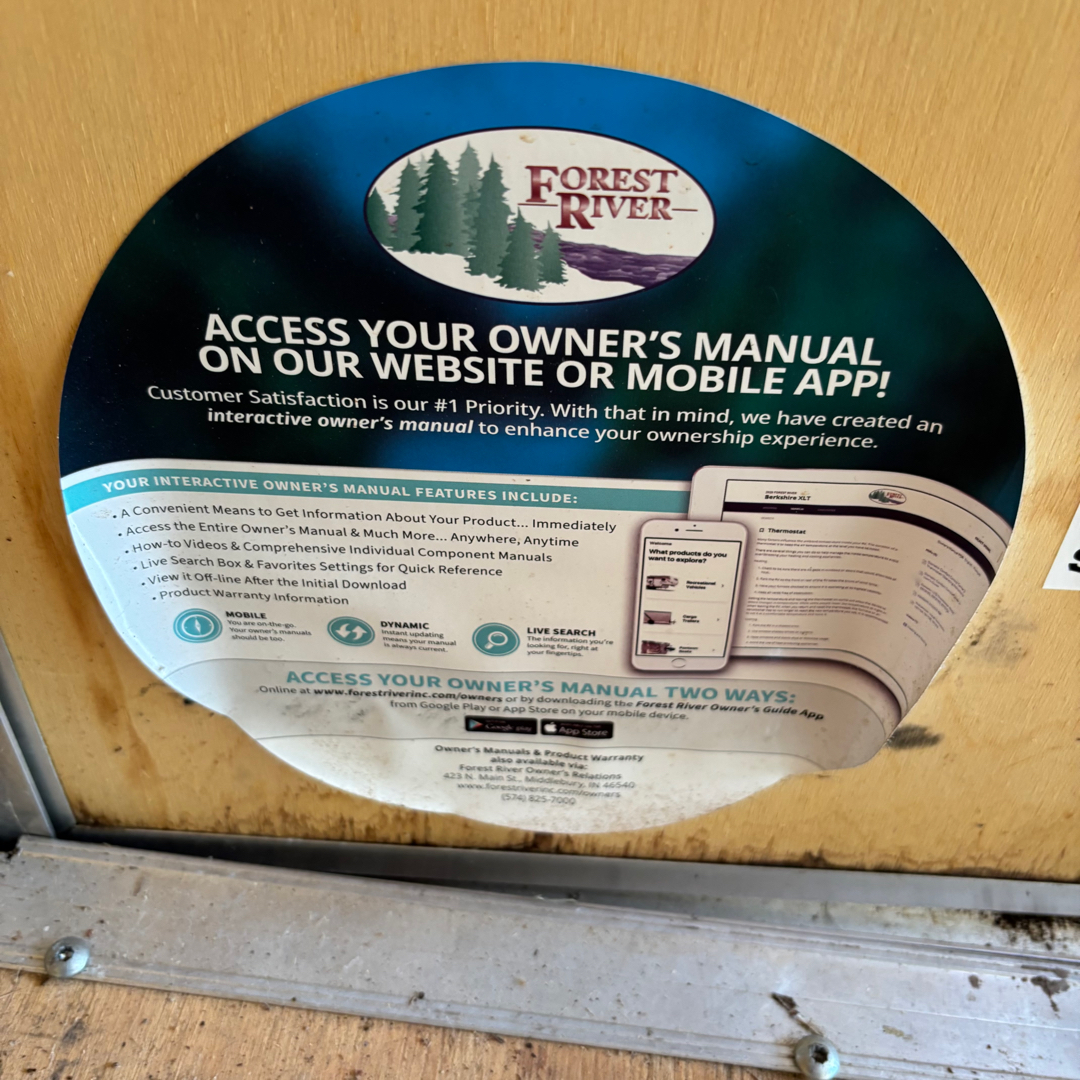 FOREST
RIVER
ACCESS YOUR OWNER'S MANUAL
ON OUR WEBSITE OR MOBILE APP!
Customer Satisfaction is our #1 Priority. With that in mind, we have created an
interactive owner's manual to enhance your ownership experience.
YOUR INTERACTIVE OWNER'S MANUAL FEATURES INCLUDE:
• A Convenient Means to Get Information About Your Product... Immediately
• Access the Entire Owner's Manual & Much More... Anywhere, Anytime
• How-to Videos & Comprehensive Individual Component Manuals
• Live Search Box & Favorites Settings for Quick Reference
• View it Off-line After the Initial Download
• Product Warranty Information
MOBILE
You are on-the-go.
Your owner's manuals
should be too.
DYNAMIC
Instant updating
means your manual
is always current.
LIVE SEARCH
The information you're
looking for, right at
your fingertips.
Berkshire XLT
Thermostat
Welcome
What products do you
want to explore?
Recreational
Vehicles
Cargo
Trailers
ACCESS YOUR OWNER'S MANUAL TWO WAYS:
Online at www.forestriverinc.com/owners or by downloading the Forest River Owner's Guide App
from Google Play or App Store on your mobile device.
Google play
App Store
Owner's Manuals & Product Warranty
also available via:
Forest River Owner's Relations
423 N. Main St., Middlebury, IN 46540
www.forestriverinc.com/owners
(574) 825-7000